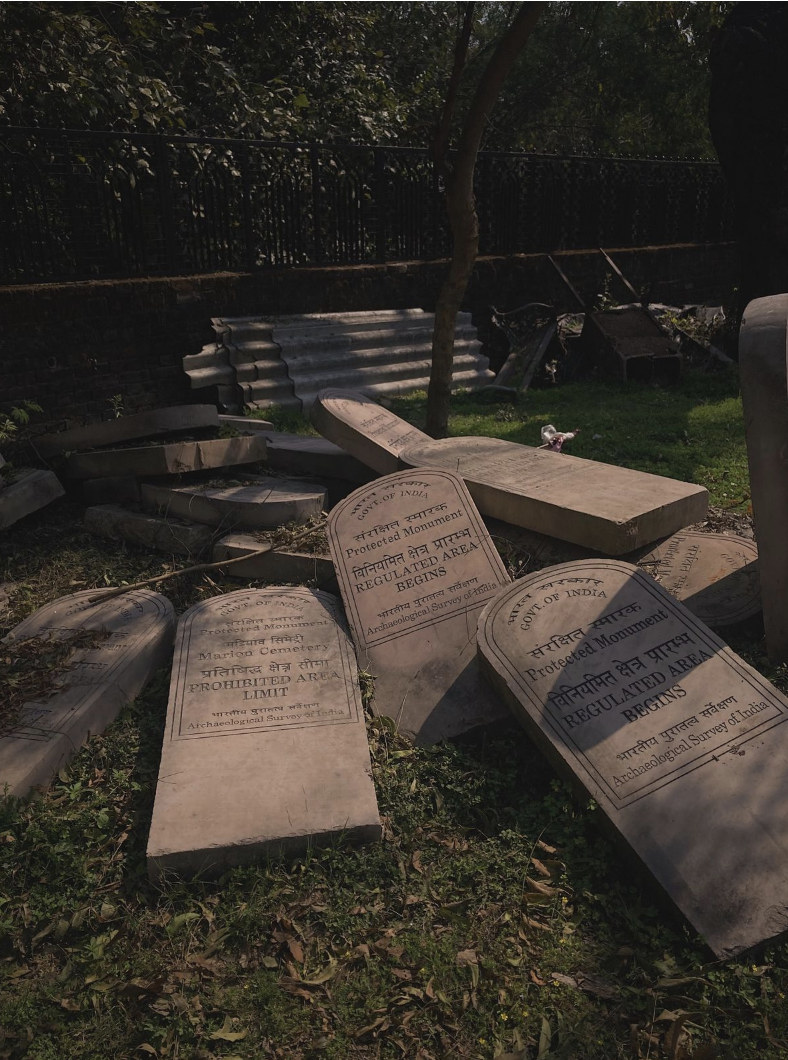 भारत सरकार
GOVT. OF INDIA
संरक्षित स्मारक
Protected Monument
विनियमित क्षेत्र प्रारम्भ
REGULATED AREA
BEGINS
भारतीय पुरातत्व सर्वेक्षण
Archaeological Survey of India
GOVT. OF INDIA
संरक्षित स्मारक
Protected Monument
सिमेट्री
Marion Cemetery
प्रतिषिद्ध क्षेत्र सीमा
PROHIBITED AREA
LIMIT
भारतीय पुरातत्व सर्वेक्षण
Archaeological Survey of India
भारत सरकार
GOVT. OF INDIA
संरक्षित स्मारक
Protected Monument
विनियमित क्षेत्र प्रारम्भ
REGULATED AREA
BEGINS
भारतीय पुरातत्व सर्वेक्षण
Archaeological Survey of India